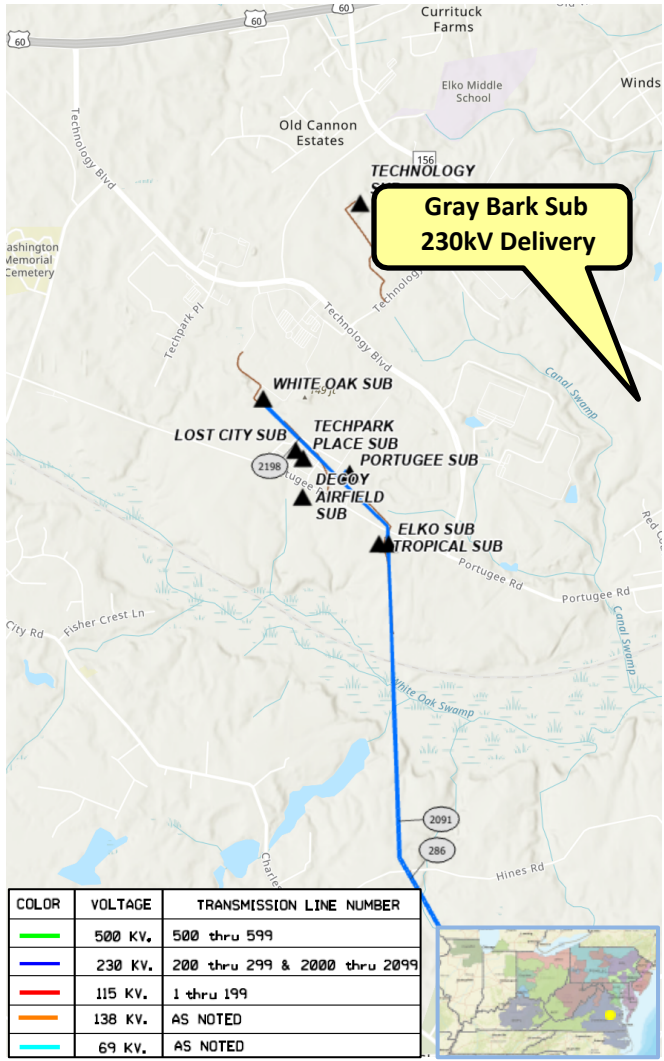 60
60
60
Currituck
Farms
Elko Middle
School
Winds
Old Cannon
Estates
Technology Blvd
156
TECHNOLOGY
Gray Bark Sub
230kV Delivery
ashington
Memorial
Cemetery
Techpark Pl
Technology Blvd
Technology
Canal Swamp
WHITE OAK SUB
TECHPARK
PLACE SUB
LOST CITY SUB
2198
PORTUGEE SUB
DECOY
AIRFIELD
SUB
ELKO SUB
TROPICAL SUB
Portugee Rd
Portugee Rd
Fisher Crest Ln
City Rd
Canal Swamp
White Oak Swamp
2091
286
Hines Rd
Charles
COLOR VOLTAGE TRANSMISSION LINE NUMBER
500 KV. 500 thru 599
230 KV. 200 thru 299 & 2000 thru 2099
115 KV. 1 thru 199
138 KV. AS NOTED
69 KV. AS NOTED